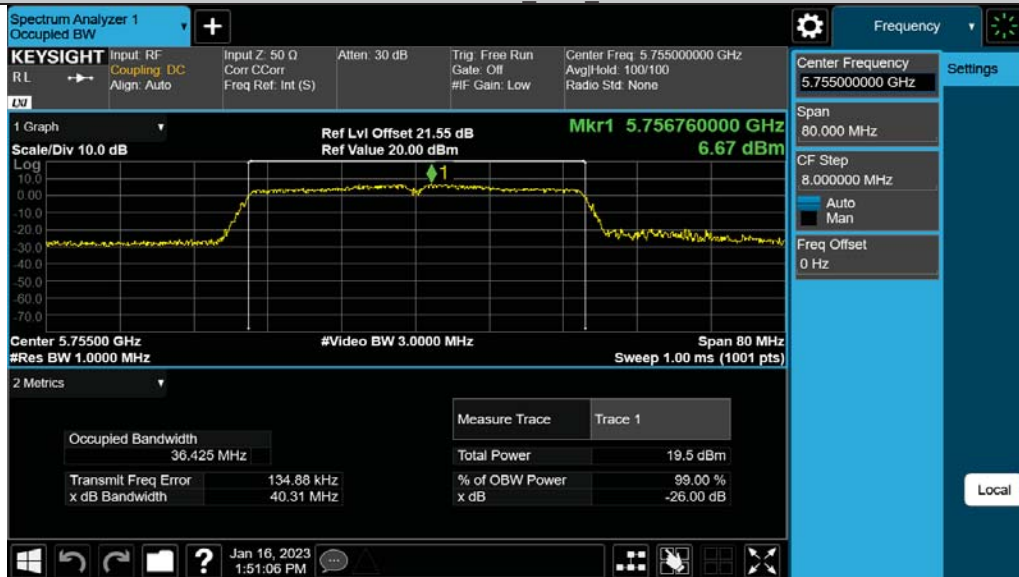 Spectrum Analyzer 1
Occupied BW
+
Frequency
KEYSIGHT
RL
LXI
Input: RF
Coupling: DC
Align: Auto
Input Z: 50 Ω
Corr CCorr
Freq Ref: Int (S)
Atten: 30 dB
Trig: Free Run
Gate: Off
#IF Gain: Low
Center Freq: 5.755000000 GHz
Avg|Hold: 100/100
Radio Std: None
Center Frequency
5.755000000 GHz
Settings
Span
80.000 MHz
CF Step
8.000000 MHz
Auto
Man
Freq Offset
0 Hz
Local
1 Graph
Scale/Div 10.0 dB
Ref Lvl Offset 21.55 dB
Ref Value 20.00 dBm
Mkr1 5.756760000 GHz
6.67 dBm
Log
10.0
0.00
-10.0
-20.0
-30.0
-40.0
-50.0
-60.0
-70.0
1
Center 5.75500 GHz
#Res BW 1.0000 MHz
#Video BW 3.0000 MHz
Span 80 MHz
Sweep 1.00 ms (1001 pts)
2 Metrics
Measure Trace Trace 1
Occupied Bandwidth
36.425 MHz
Total Power 19.5 dBm
Transmit Freq Error 134.88 kHz
% of OBW Power 99.00 %
x dB Bandwidth 40.31 MHz
x dB -26.00 dB
?
Jan 16, 2023
1:51:06 PM